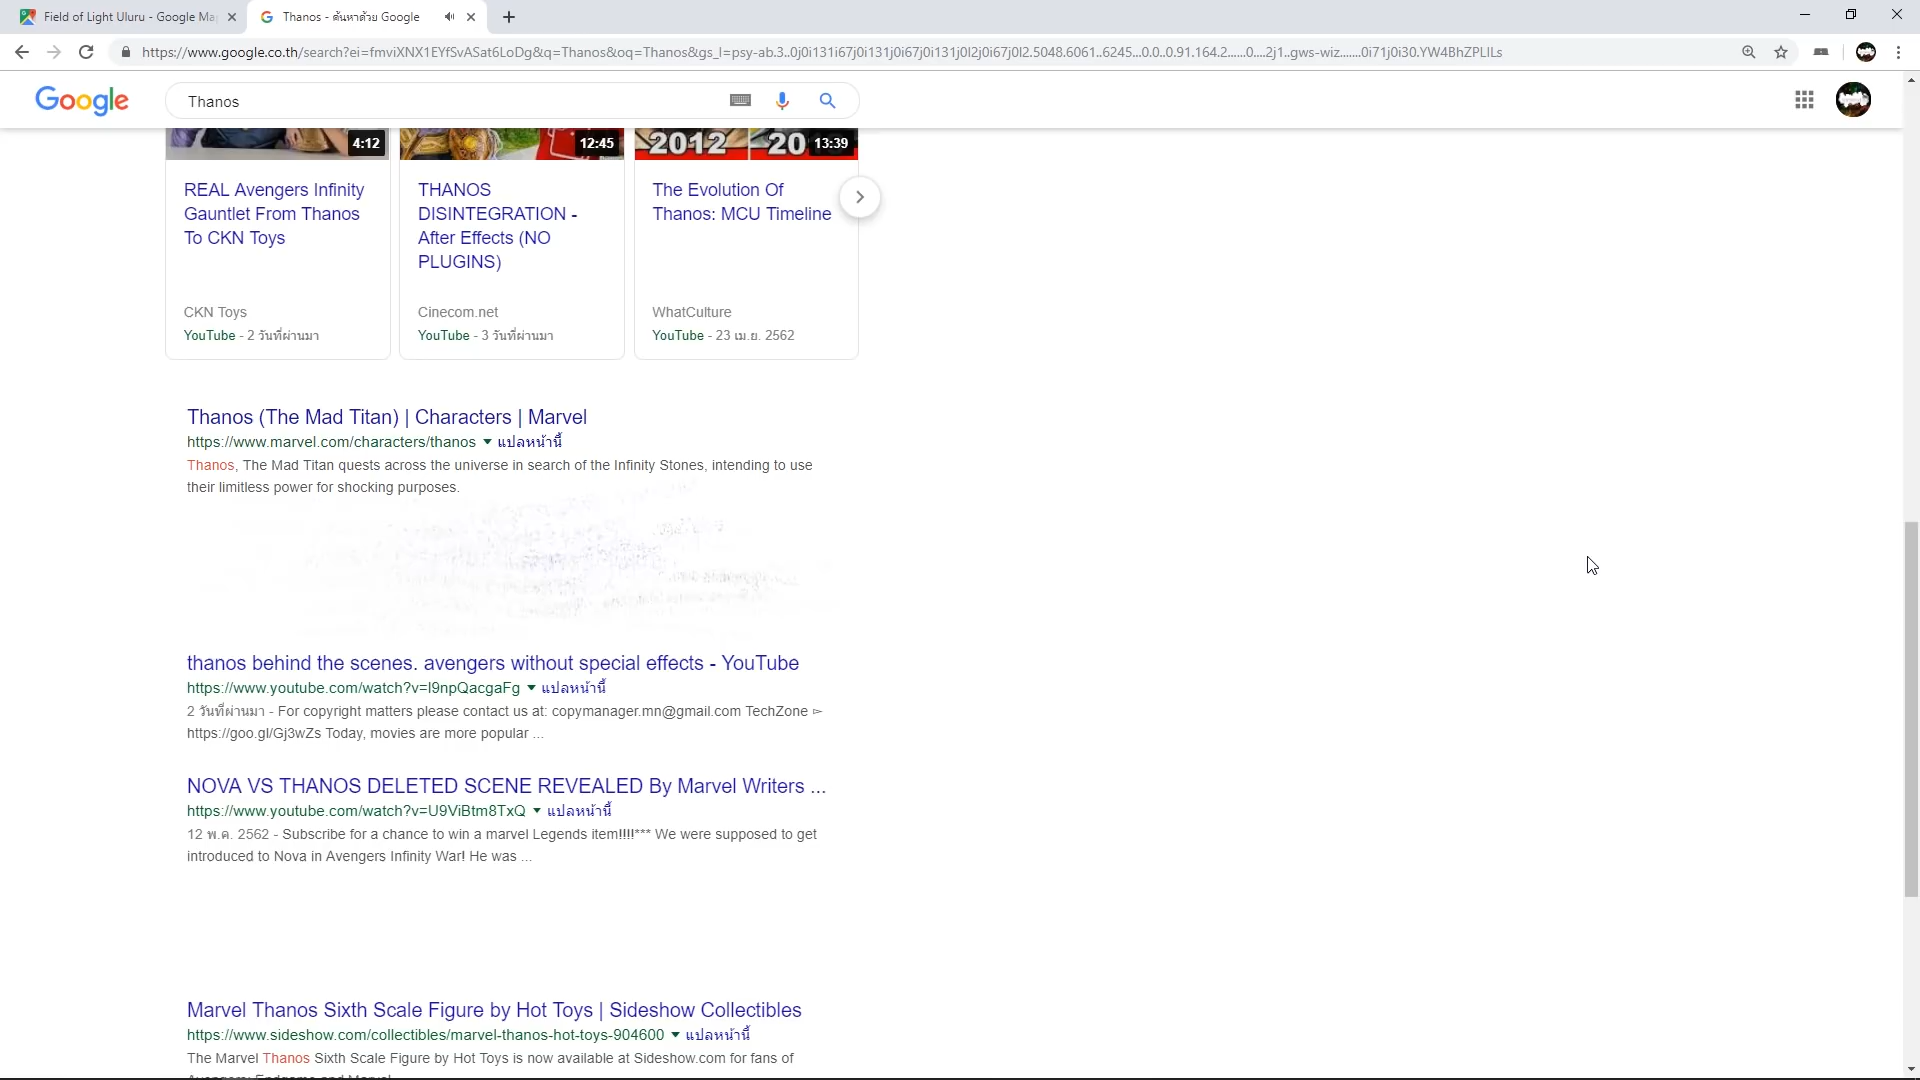 Field of Light Uluru - Google Ma
Thanos - ค้นหาด้วย Google
https://www.google.co.th/search?ei=fmviXNX1EYfSvASat6LoDg&q=Thanos&oq=Thanos&gs_l=psy-ab.3..0j0i131i67j0i131j0i67j0i131j0l2j0i67j0l2.5048.6061..6245...0.0..0.91.164.2......0....2j1..gws-wiz.......0i71j0i30.YW4BhZPLILs
Google
Thanos
4:12
12:45
2012
20
13:39
REAL Avengers Infinity
Gauntlet From Thanos
To CKN Toys
CKN Toys
YouTube - 2 วันที่ผ่านมา
THANOS
DISINTEGRATION -
After Effects (NO
PLUGINS)
Cinecom.net
YouTube - 3 วันที่ผ่านมา
The Evolution Of
Thanos: MCU Timeline
WhatCulture
YouTube - 23 เม.ย. 2562
Thanos (The Mad Titan) | Characters | Marvel
https://www.marvel.com/characters/thanos ▼ แปลหน้านี้
Thanos, The Mad Titan quests across the universe in search of the Infinity Stones, intending to use
their limitless power for shocking purposes.
thanos behind the scenes. avengers without special effects - YouTube
https://www.youtube.com/watch?v=I9npQacgaFg ▼ แปลหน้านี้
2 วันที่ผ่านมา - For copyright matters please contact us at: copymanager.mn@gmail.com TechZone ►
https://goo.gl/Gj3wZs Today, movies are more popular ...
NOVA VS THANOS DELETED SCENE REVEALED By Marvel Writers ...
https://www.youtube.com/watch?v=U9ViBtm8TxQ ▼ แปลหน้านี้
12 พ.ค. 2562 - Subscribe for a chance to win a marvel Legends item!!!!*** We were supposed to get
introduced to Nova in Avengers Infinity War! He was ...
Marvel Thanos Sixth Scale Figure by Hot Toys | Sideshow Collectibles
https://www.sideshow.com/collectibles/marvel-thanos-hot-toys-904600 ▼ แปลหน้านี้
The Marvel Thanos Sixth Scale Figure by Hot Toys is now available at Sideshow.com for fans of